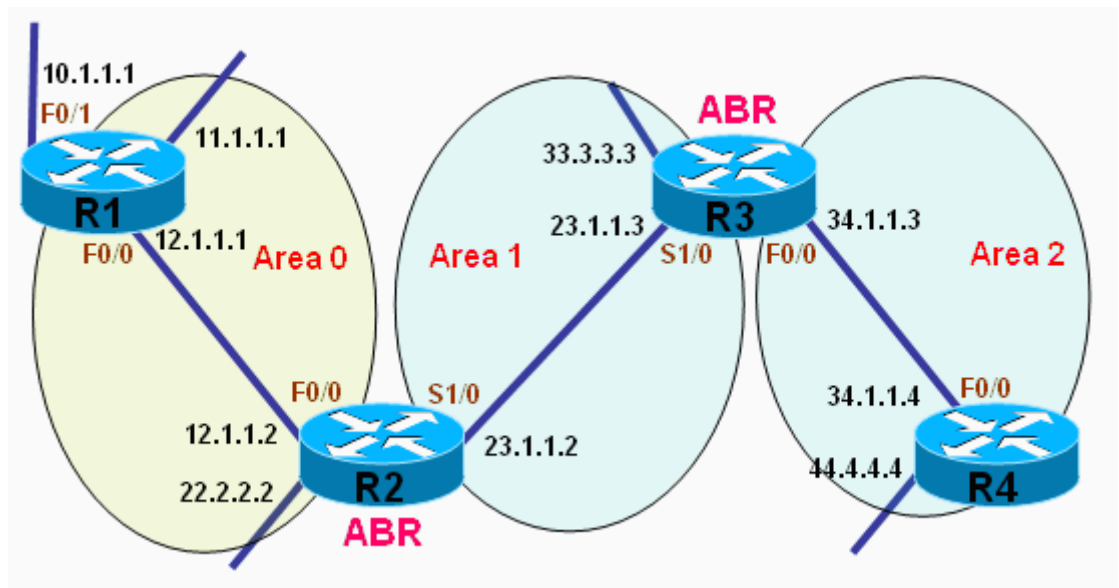 10.1.1.1
F0/1
11.1.1.1
R1
F0/0
12.1.1.1
Area 0
F0/0
12.1.1.2
22.2.2.2
R2
ABR
S1/0
23.1.1.2
Area 1
33.3.3.3
23.1.1.3
S1/0
ABR
R3
F0/0
34.1.1.3
Area 2
34.1.1.4
F0/0
44.4.4.4
R4